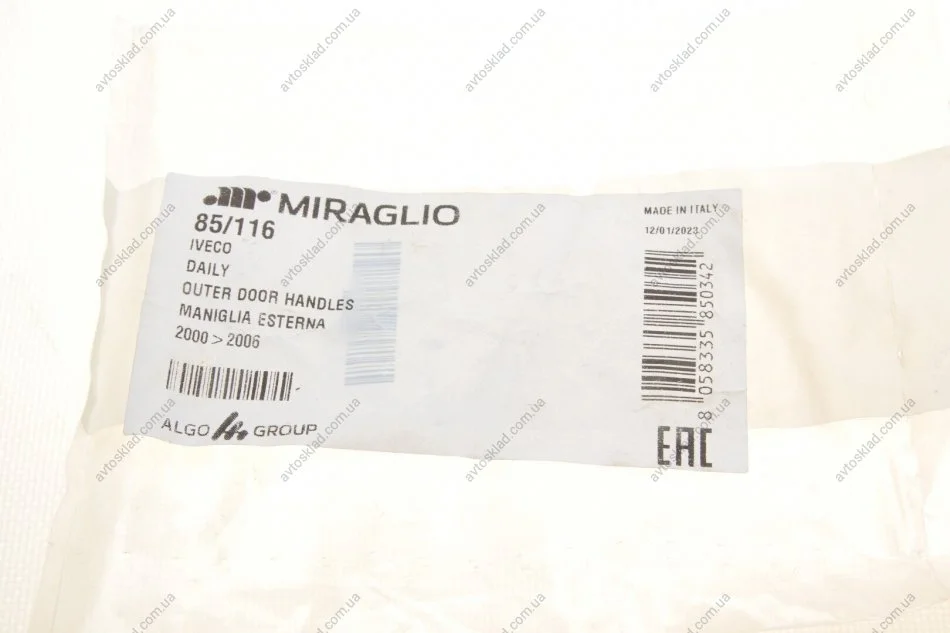 MIRAGLIO
85/116
IVECO
DAILY
OUTER DOOR HANDLES
MANIGLIA ESTERNA
2000 > 2006
ALGO GROUP
MADE IN ITALY
12/01/2023
8 058335 850342
EAC
avtosklad.com.ua